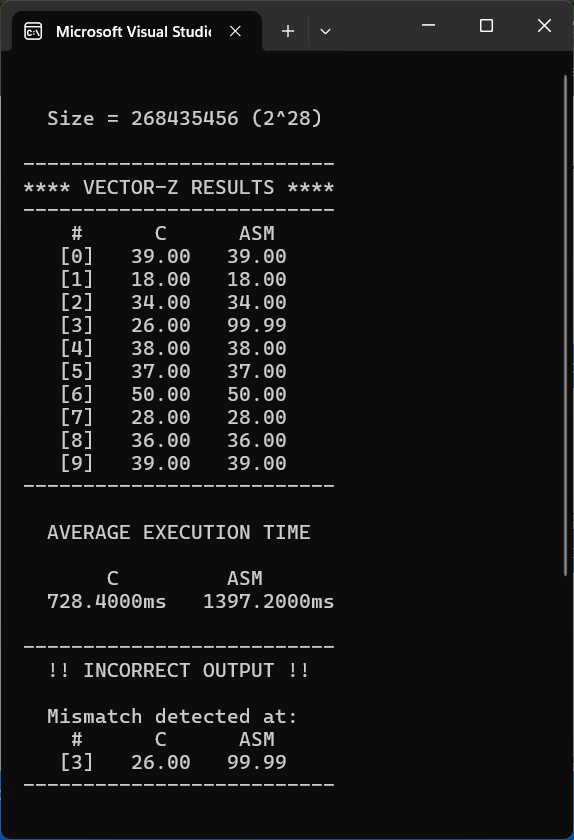 Microsoft Visual Studi
Size = 268435456 (2^28)
--------------------------
**** VECTOR-Z RESULTS ****
--------------------------
# C ASM
[0] 39.00 39.00
[1] 18.00 18.00
[2] 34.00 34.00
[3] 26.00 99.99
[4] 38.00 38.00
[5] 37.00 37.00
[6] 50.00 50.00
[7] 28.00 28.00
[8] 36.00 36.00
[9] 39.00 39.00
--------------------------
AVERAGE EXECUTION TIME
C ASM
728.4000ms 1397.2000ms
--------------------------
!! INCORRECT OUTPUT !!
Mismatch detected at:
# C ASM
[3] 26.00 99.99
--------------------------